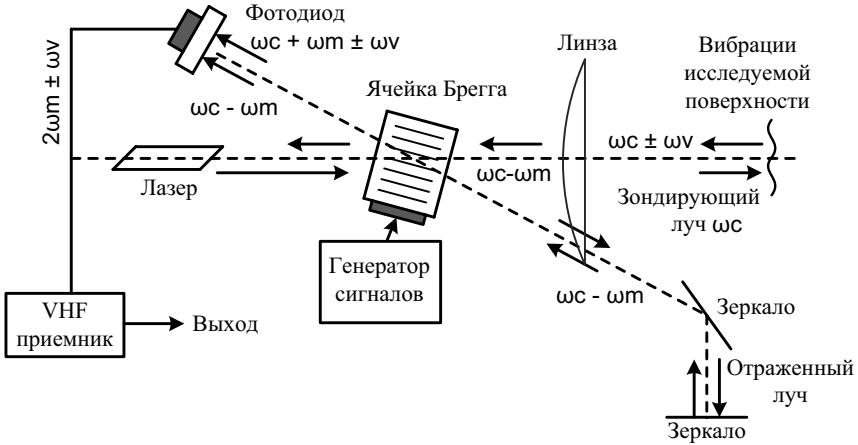 Фотодиод
ωc + ωm ± ωv
Линза
Вибрации
исследуемой
поверхности
2ωm ± ωv
ωc - ωm
Ячейка Брегга
ωc ± ωv
ωc-ωm
Лазер
Зондирующий
луч ωc
Генератор
сигналов
ωc - ωm
VHF
приемник
Выход
Зеркало
Отраженный
луч
Зеркало